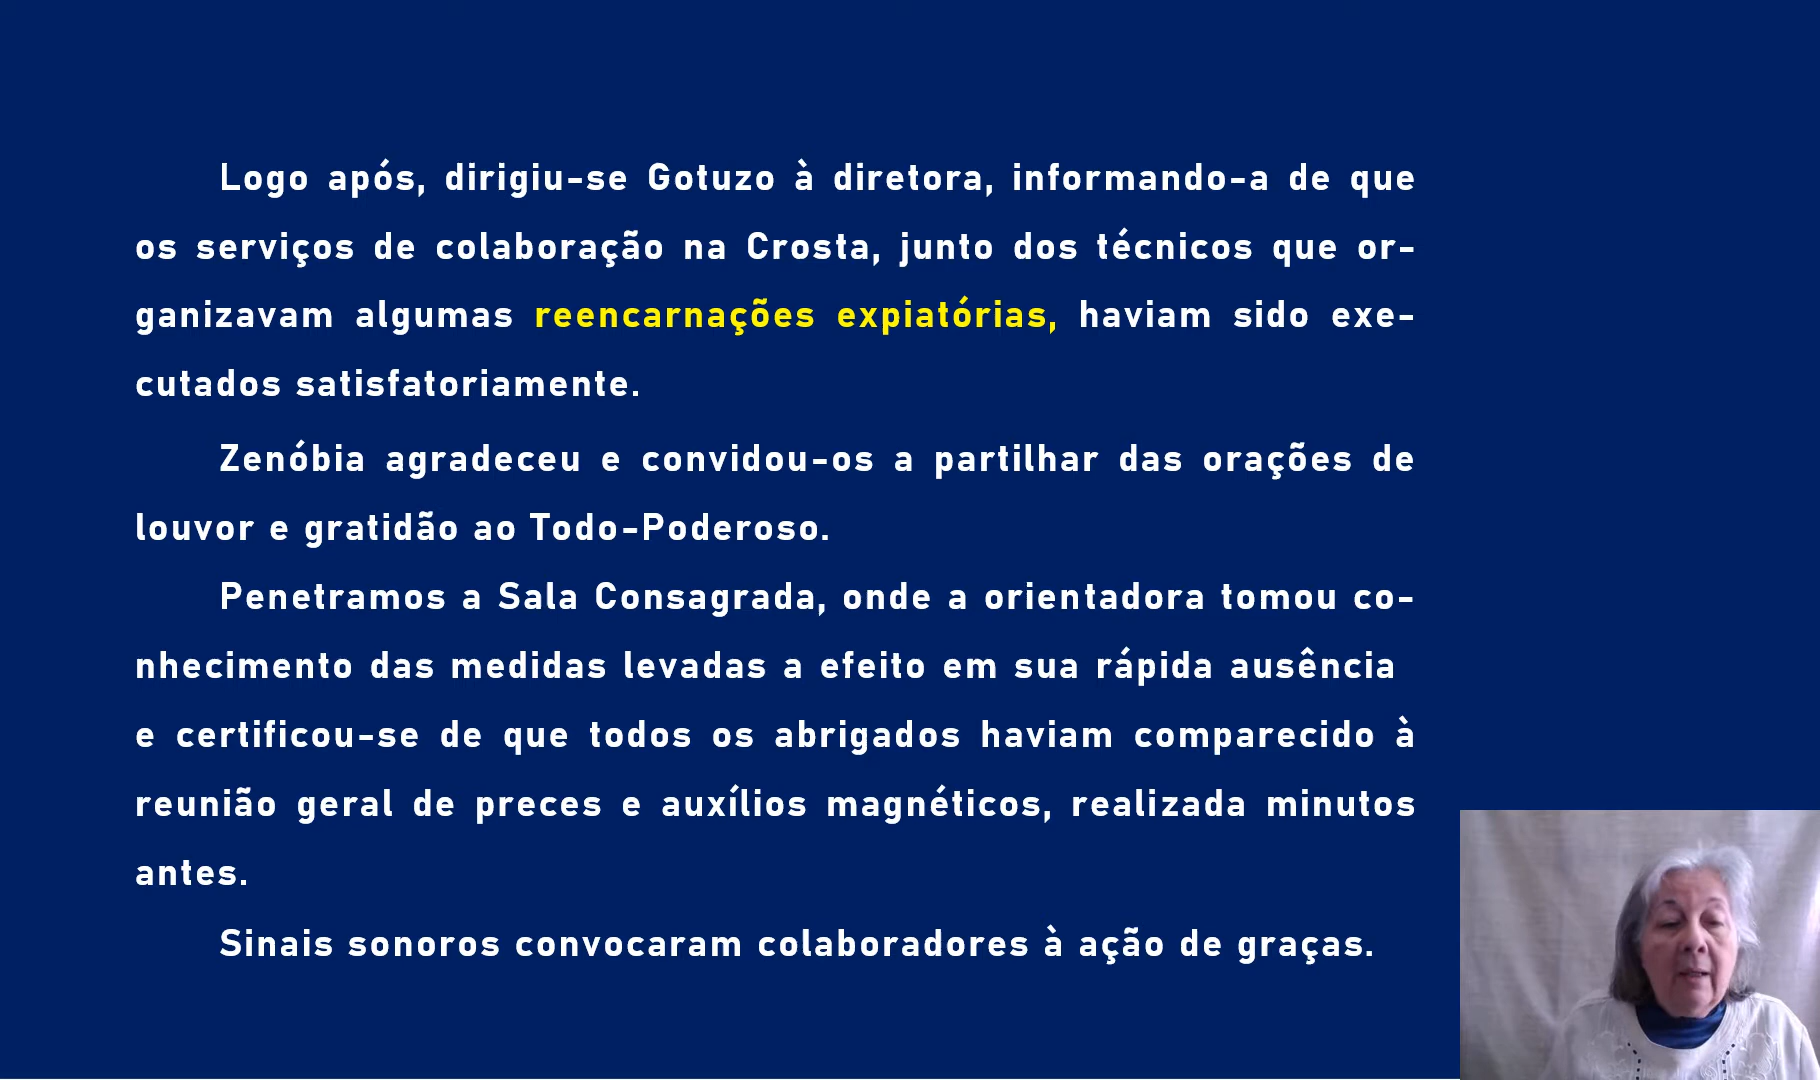 Logo após, dirigiu-se Gotuzo à diretora, informando-a de que
os serviços de colaboração na Crosta, junto dos técnicos que or-
ganizavam algumas reencarnações expiatórias, haviam sido exe-
cutados satisfatoriamente.
Zenóbia agradeceu e convidou-os a partilhar das orações de
louvor e gratidão ao Todo-Poderoso.
Penetramos a Sala Consagrada, onde a orientadora tomou co-
nhecimento das medidas levadas a efeito em sua rápida ausência
e certificou-se de que todos os abrigados haviam comparecido à
reunião geral de preces e auxílios magnéticos, realizada minutos
antes.
Sinais sonoros convocaram colaboradores à ação de graças.